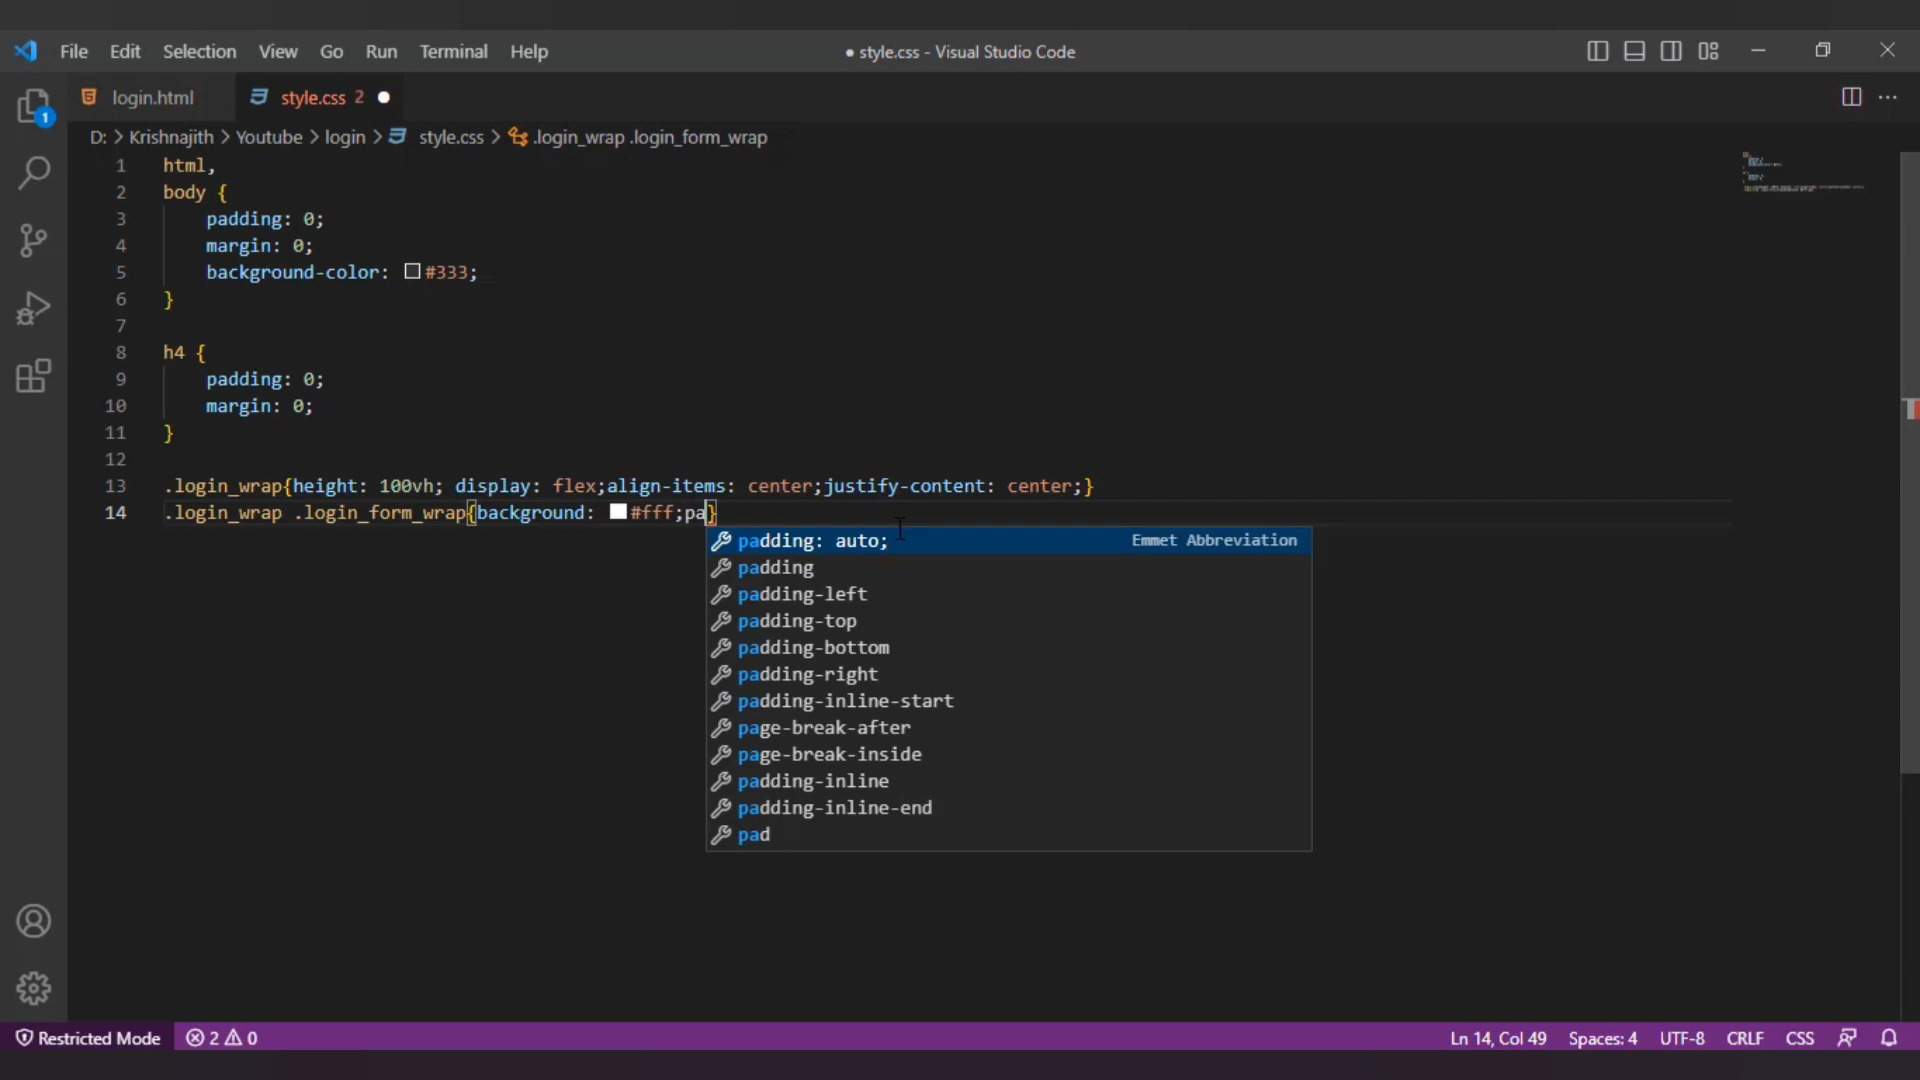 File Edit Selection View Go Run Terminal Help ● style.css - Visual Studio Code
login.html style.css 2 ●
D: > Krishnajith > Youtube > login > style.css > .login_wrap .login_form_wrap
1 html,
2 body {
3 padding: 0;
4 margin: 0;
5 background-color: #333;
6 }
7
8 h4 {
9 padding: 0;
10 margin: 0;
11 }
12
13 .login_wrap{height: 100vh; display: flex;align-items: center;justify-content: center;}
14 .login_wrap .login_form_wrap{background: #fff;pa}
padding: auto; Emmet Abbreviation
padding
padding-left
padding-top
padding-bottom
padding-right
padding-inline-start
page-break-after
page-break-inside
padding-inline
padding-inline-end
pad
1
Restricted Mode 2 0 Ln 14, Col 49 Spaces: 4 UTF-8 CRLF CSS